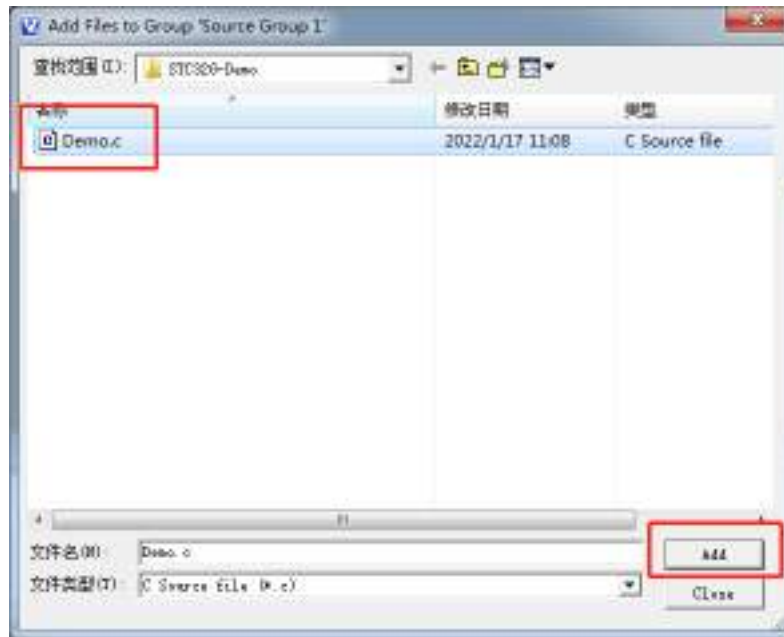 Add Files to Group 'Source Group 1'
查找范围(I): STC32G-Demo
名称 修改日期 类型
Demo.c 2022/1/17 11:08 C Source file
文件名(N): Demo.c Add
文件类型(T): C Source file (*.c) Close